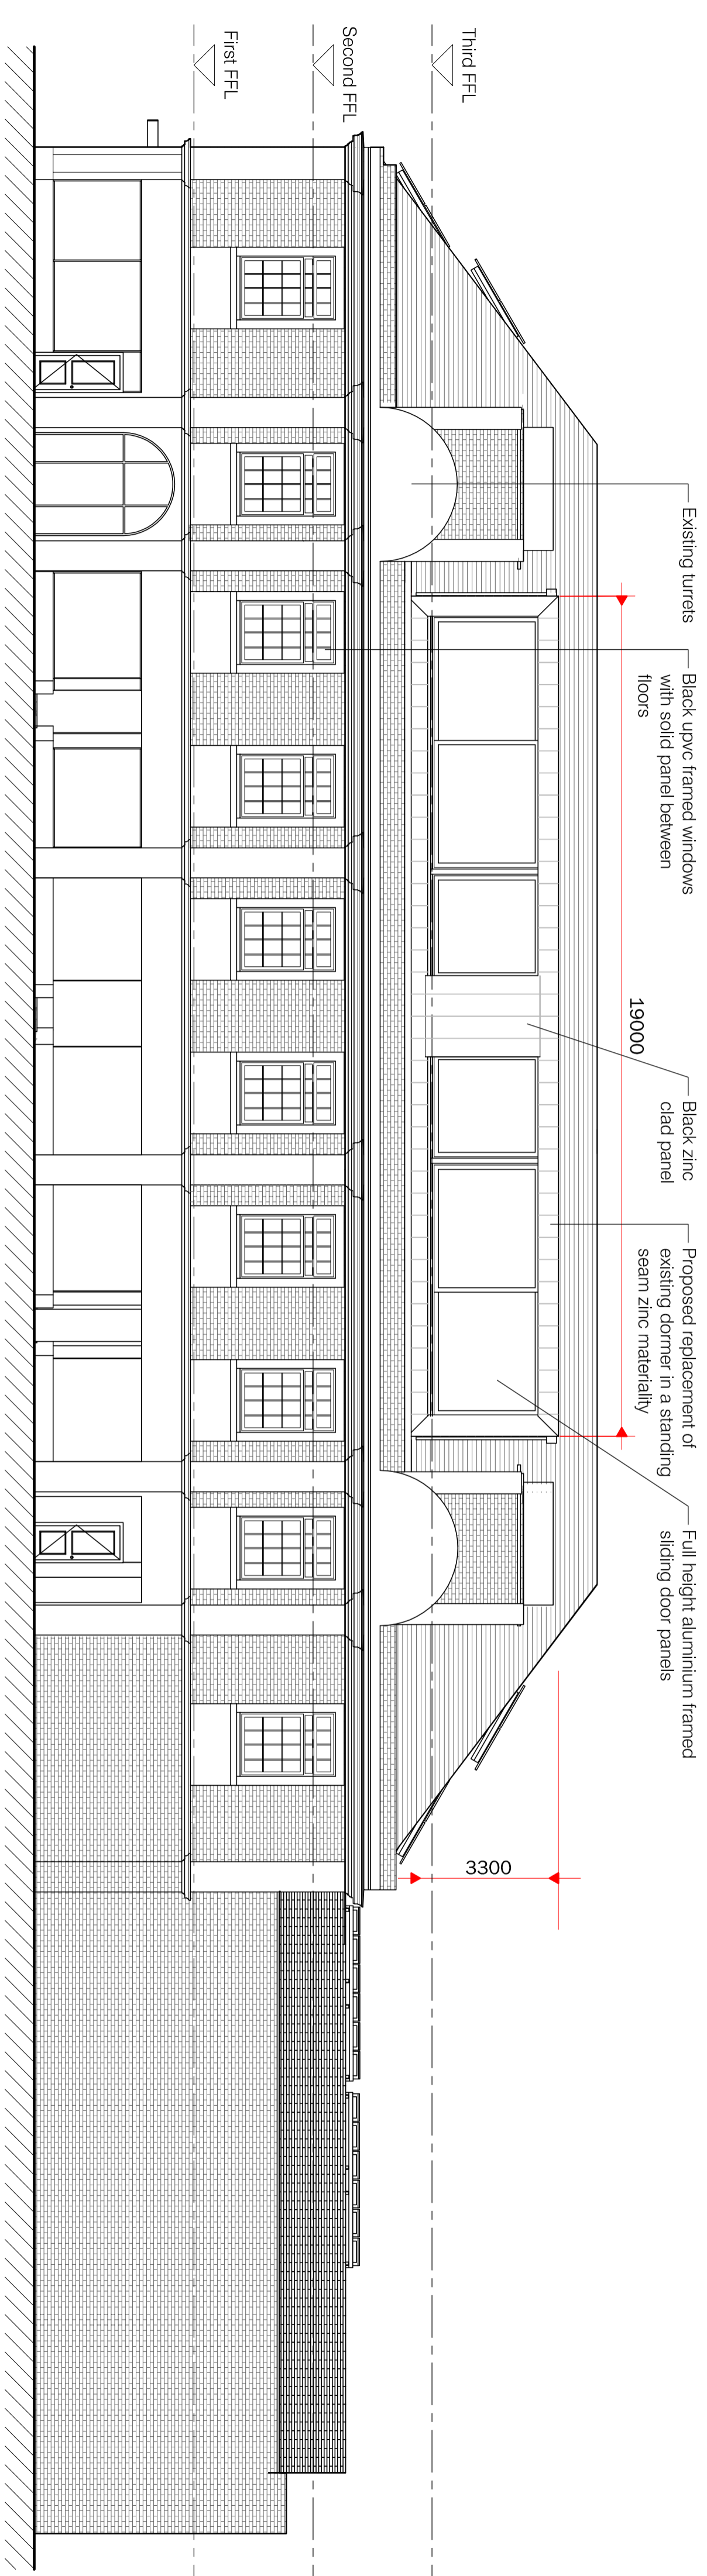 Existing turrets
Black upvc framed windows
with solid panel between
floors
Black zinc
clad panel
Proposed replacement of
existing dormer in a standing
seam zinc materiality
Full height aluminium framed
sliding door panels
19000
3300
Third FFL
Second FFL
First FFL